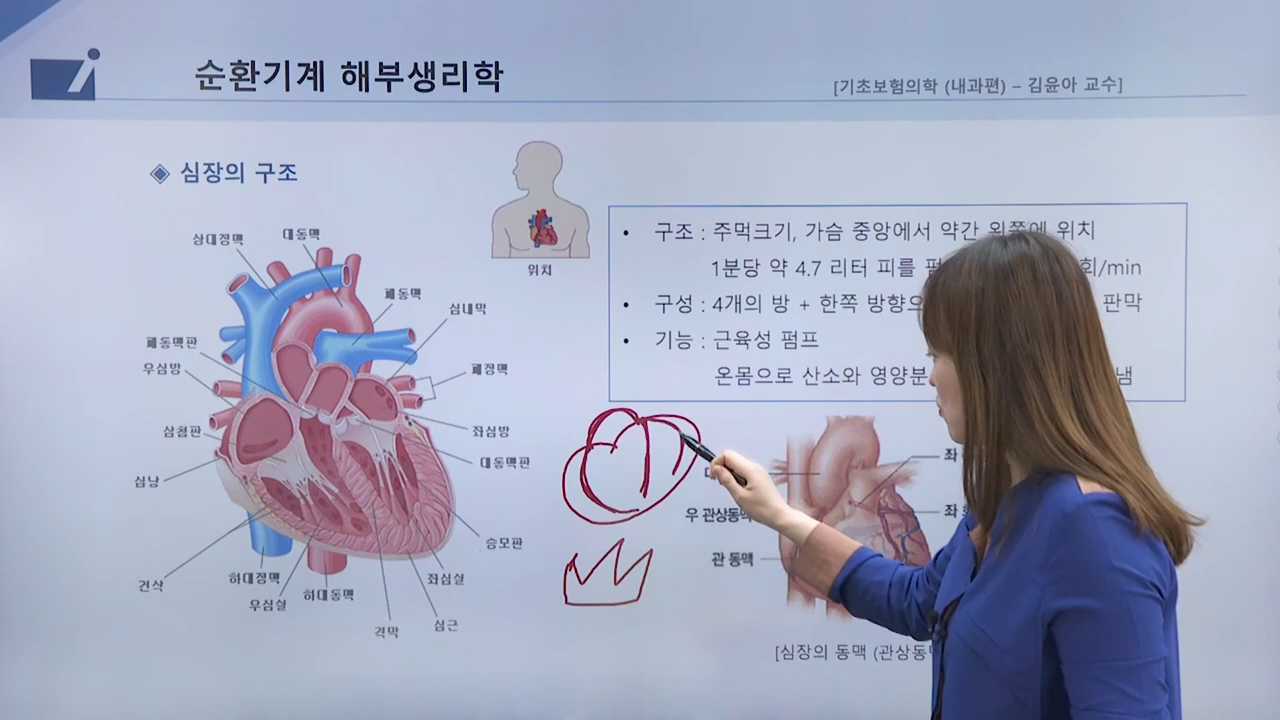 순환기계 해부생리학
[기초보험의학 (내과편) – 김윤아 교수]
◈ 심장의 구조
위치
• 구조 : 주먹크기, 가슴 중앙에서 약간 왼쪽에 위치
1분당 약 4.7 리터 피를 회/min
• 구성 : 4개의 방 + 한쪽 방향으 판막
• 기능 : 근육성 펌프
온몸으로 산소와 영양분
상대정맥
대동맥
폐동맥
심내막
폐동맥판
우심방
폐정맥
삼첨판
좌심방
대동맥판
심낭
승모판
건삭
하대정맥
우심실
하대동맥
좌심실
격막
심근
좌
우 관상동맥
좌
관 동맥
[심장의 동맥 (관상동